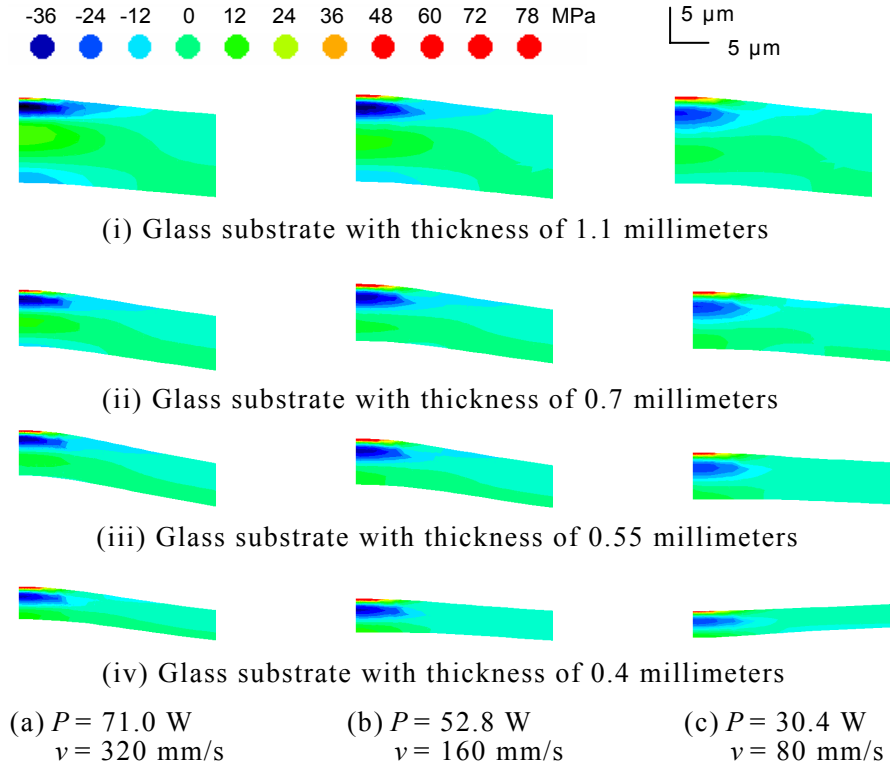 -36 -24 -12 0 12 24 36 48 60 72 78 MPa
5 µm
5 µm
(i) Glass substrate with thickness of 1.1 millimeters
(ii) Glass substrate with thickness of 0.7 millimeters
(iii) Glass substrate with thickness of 0.55 millimeters
(iv) Glass substrate with thickness of 0.4 millimeters
(a) P = 71.0 W
v = 320 mm/s
(b) P = 52.8 W
v = 160 mm/s
(c) P = 30.4 W
v = 80 mm/s